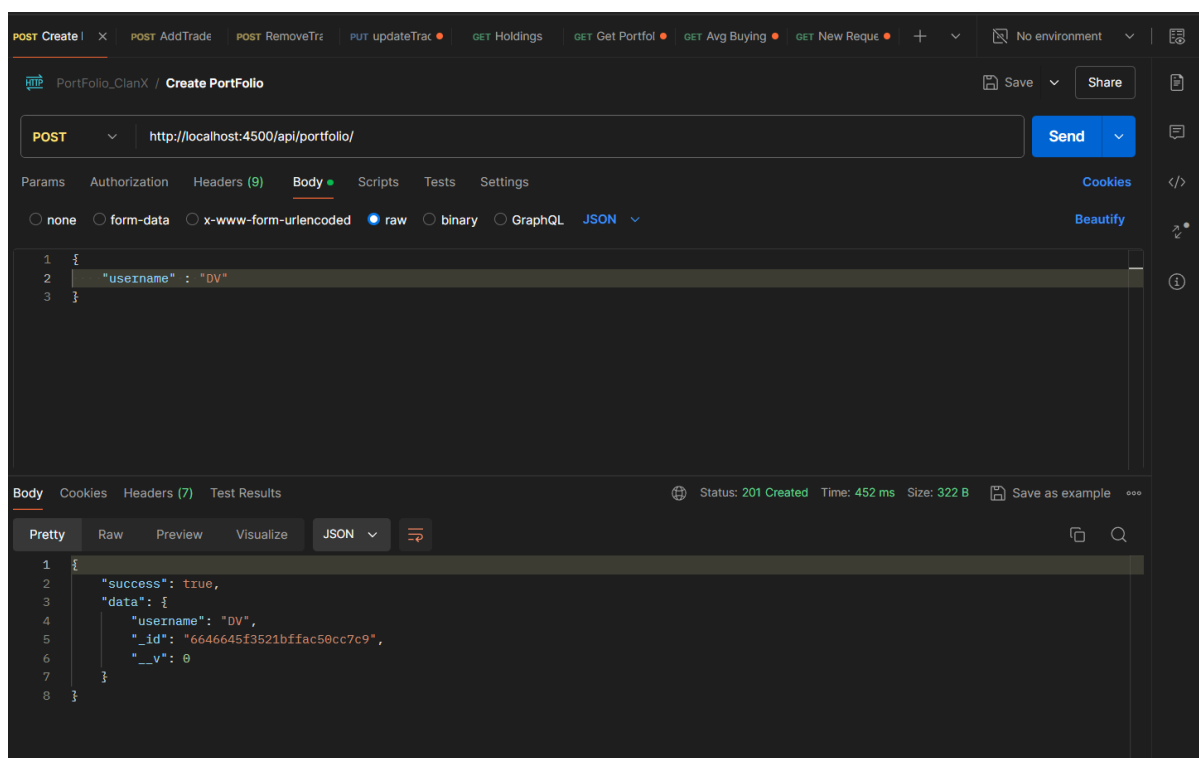 POST Create I POST AddTrade POST RemoveTra PUT updateTrac GET Holdings GET Get Portfol GET Avg Buying GET New Reque No environment
HTTP PortFolio_ClanX / Create PortFolio Save Share
POST http://localhost:4500/api/portfolio/ Send
Params Authorization Headers (9) Body Scripts Tests Settings Cookies
none form-data x-www-form-urlencoded raw binary GraphQL JSON Beautify
1 {
2 "username" : "DV"
3 }
Body Cookies Headers (7) Test Results Status: 201 Created Time: 452 ms Size: 322 B Save as example
Pretty Raw Preview Visualize JSON
1 {
2 "success": true,
3 "data": {
4 "username": "DV",
5 "_id": "6646645f3521bffac50cc7c9",
6 "__v": 0
7 }
8 }